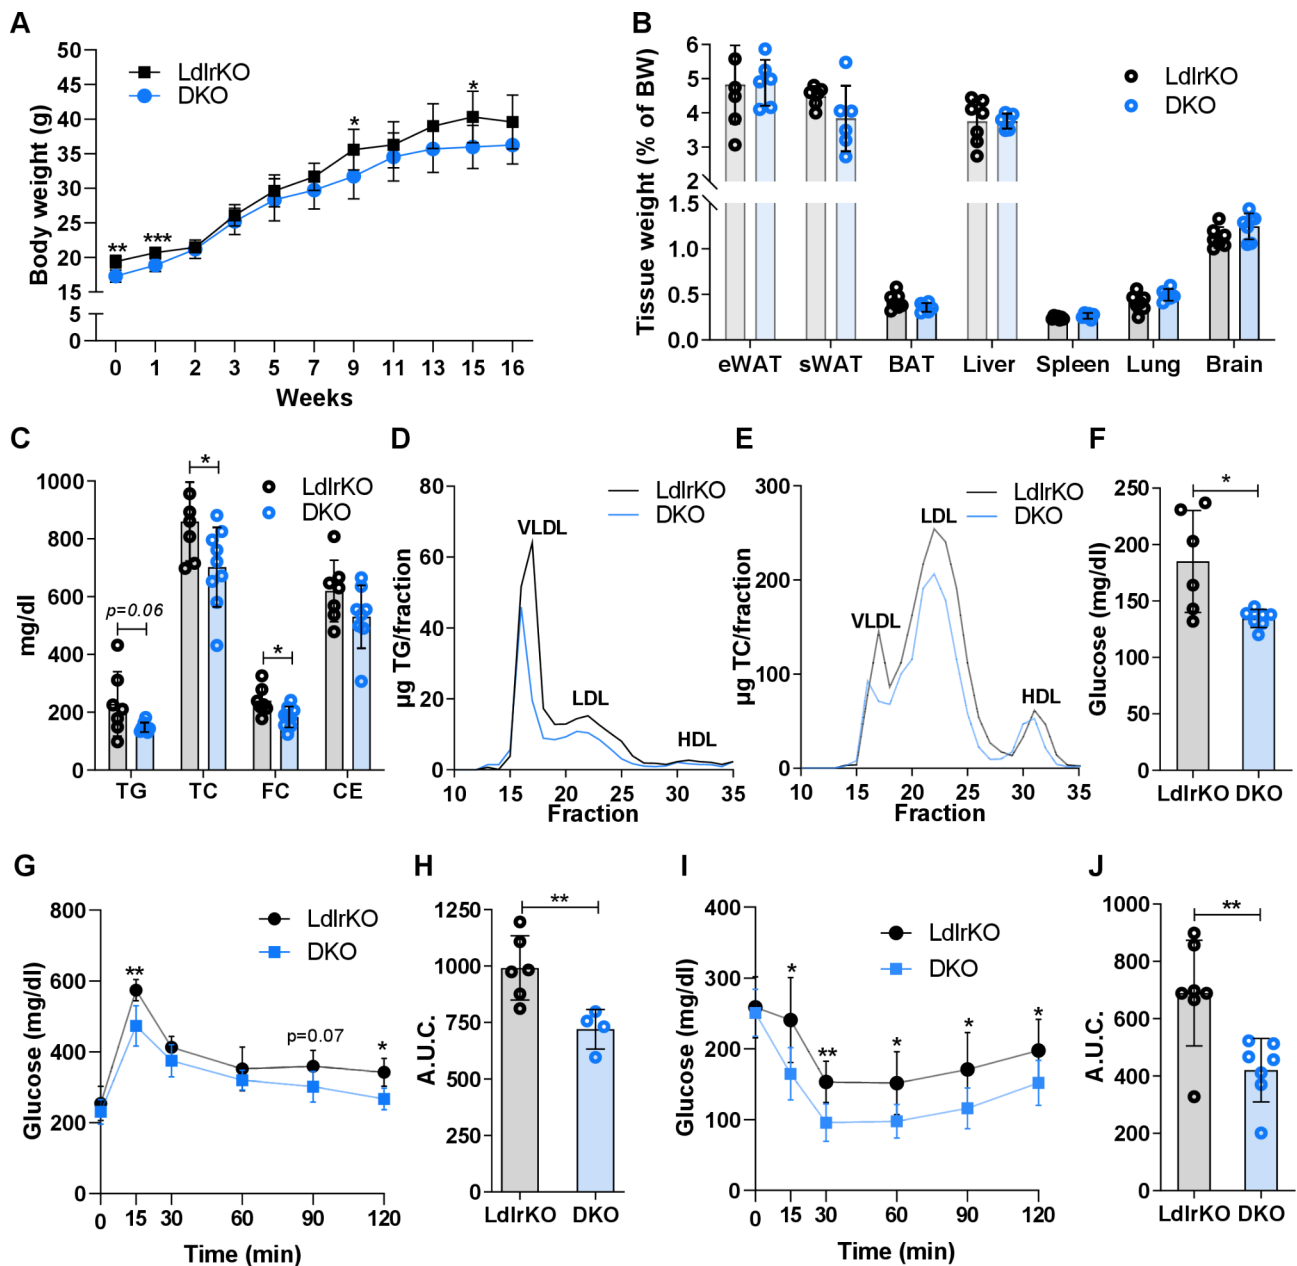 A
Body weight (g)
50
45
40
35
30
25
20
15
5
0
LdlrKO
DKO
**
***
*
*
0 1 2 3 5 7 9 11 13 15 16
Weeks
B
Tissue weight (% of BW)
6
5
4
3
2
1.5
1.0
0.5
0.0
LdlrKO
DKO
eWAT sWAT BAT Liver Spleen Lung Brain
C
mg/dl
1000
800
600
400
200
0
LdlrKO
DKO
p=0.06
*
*
TG TC FC CE
D
µg TG/fraction
80
60
40
20
0
LdlrKO
DKO
VLDL
LDL
HDL
10 15 20 25 30 35
Fraction
E
µg TC/fraction
300
200
100
0
LdlrKO
DKO
LDL
VLDL
HDL
10 15 20 25 30 35
Fraction
F
Glucose (mg/dl)
250
200
150
100
50
0
*
LdlrKO DKO
G
Glucose (mg/dl)
800
600
400
200
0
LdlrKO
DKO
**
p=0.07
*
0 15 30 60 90 120
Time (min)
H
A.U.C.
1250
1000
750
500
250
0
**
LdlrKO DKO
I
Glucose (mg/dl)
400
300
200
100
0
LdlrKO
DKO
*
**
*
*
*
0 15 30 60 90 120
Time (min)
J
A.U.C.
1000
800
600
400
200
0
**
LdlrKO DKO